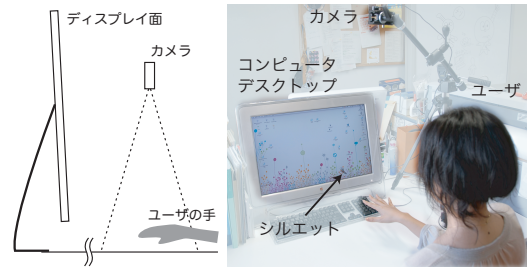 ディスプレイ面
カメラ
ユーザの手
カメラ
コンピュータ
デスクトップ
ユーザ
シルエット